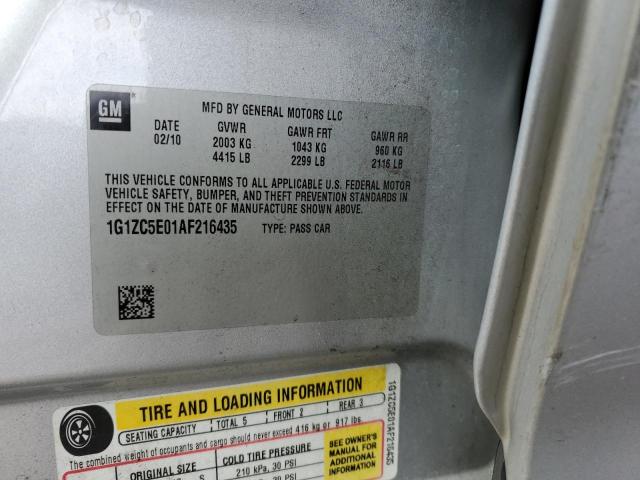 GM
MFD BY GENERAL MOTORS LLC
DATE GVWR GAWR FRT GAWR RR
02/10 2003 KG 1043 KG 960 KG
4415 LB 2299 LB 2116 LB
THIS VEHICLE CONFORMS TO ALL APPLICABLE U.S. FEDERAL MOTOR
VEHICLE SAFETY, BUMPER, AND THEFT PREVENTION STANDARDS IN
EFFECT ON THE DATE OF MANUFACTURE SHOWN ABOVE.
1G1ZC5E01AF216435 TYPE: PASS CAR
TIRE AND LOADING INFORMATION
SEATING CAPACITY TOTAL 5 FRONT 2 REAR 3
The combined weight of occupants and cargo should never exceed 416 kg or 917 lbs.
ORIGINAL SIZE COLD TIRE PRESSURE
210 kPa, 30 PSI
SEE OWNER'S
MANUAL FOR
ADDITIONAL
INFORMATION
1G1ZC5E01AF216435